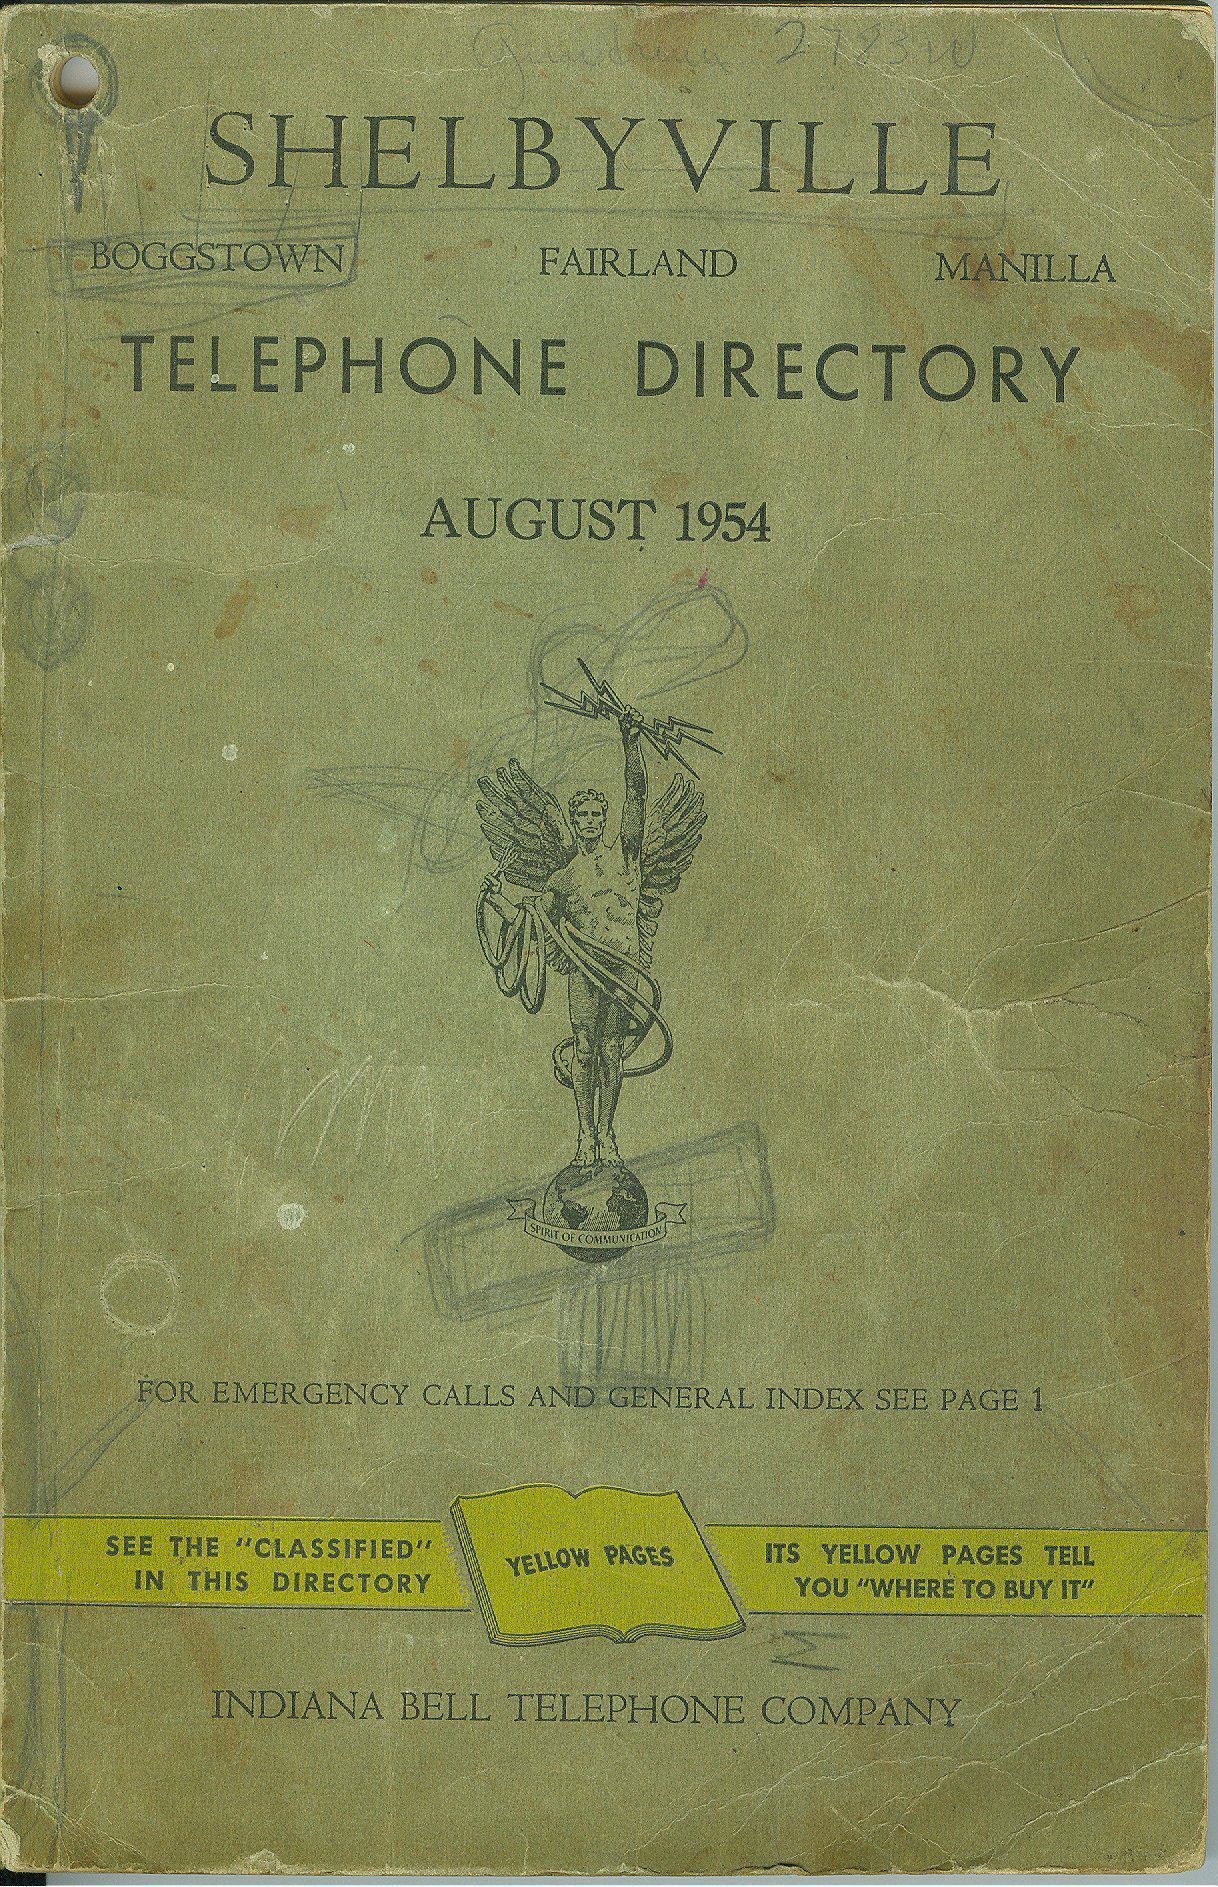 2783W
SHELBYVILLE
BOGGSTOWN FAIRLAND MANILLA
TELEPHONE DIRECTORY
AUGUST 1954
SPIRIT OF COMMUNICATION
FOR EMERGENCY CALLS AND GENERAL INDEX SEE PAGE 1
SEE THE "CLASSIFIED"
IN THIS DIRECTORY
YELLOW PAGES
ITS YELLOW PAGES TELL
YOU "WHERE TO BUY IT"
INDIANA BELL TELEPHONE COMPANY